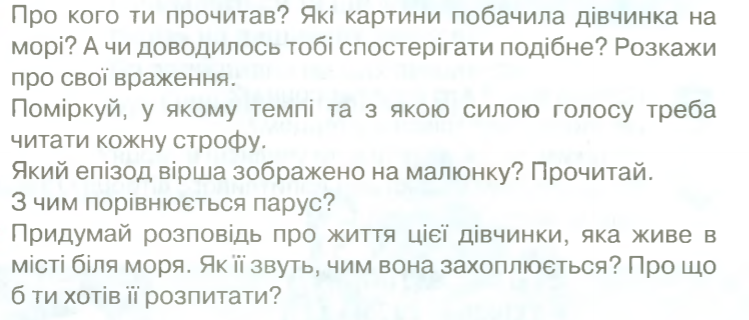 Про кого ти прочитав? Які картини побачила дівчинка на
морі? А чи доводилось тобі спостерігати подібне? Розкажи
про свої враження.
Поміркуй, у якому темпі та з якою силою голосу треба
читати кожну строфу.
Який епізод вірша зображено на малюнку? Прочитай.
З чим порівнюється парус?
Придумай розповідь про життя цієї дівчинки, яка живе в
місті біля моря. Як її звуть, чим вона захоплюється? Про що
б ти хотів її розпитати?